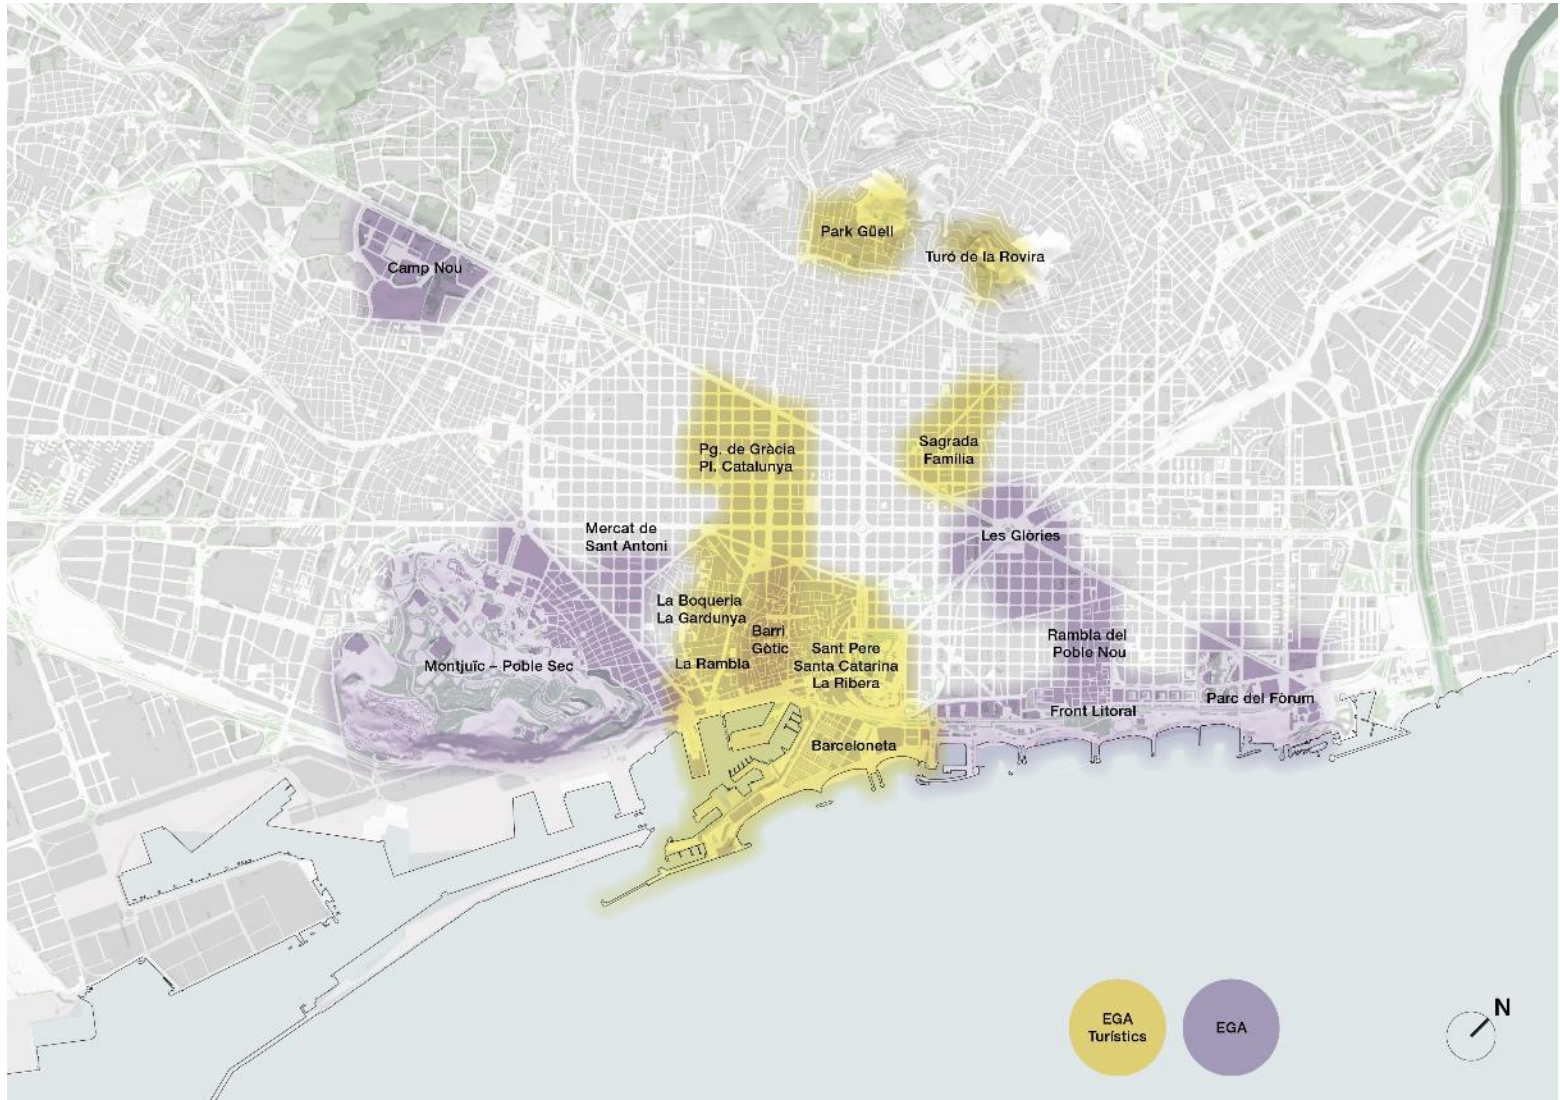 Park Güell
Turó de la Rovira
Camp Nou
Pg. de Gràcia
Pl. Catalunya
Sagrada
Família
Mercat de
Sant Antoni
Les Glòries
La Boqueria
La Gardunya
Barri
Gòtic
Rambla del
Poble Nou
Sant Pere
Santa Catarina
La Ribera
La Rambla
Montjuïc – Poble Sec
Parc del Fòrum
Front Litoral
Barceloneta
EGA
Turístics
EGA
N